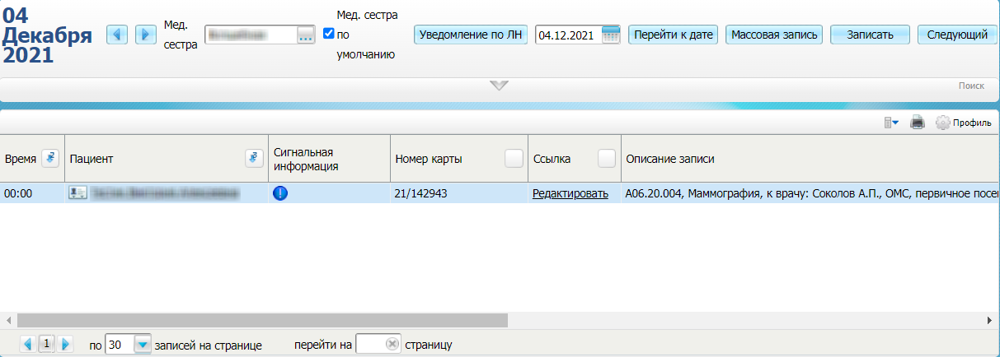 04
Декабря
2021
Мед.
сестра
...
Мед. сестра
по
умолчанию
Уведомление по ЛН
04.12.2021
Перейти к дате
Массовая запись
Записать
Следующий
Поиск
Профиль
Время
Пациент
Сигнальная
информация
Номер карты
Ссылка
Описание записи
00:00
21/142943
Редактировать
A06.20.004, Маммография, к врачу: Соколов А.П., ОМС, первичное посе
1
по
30
записей на странице
перейти на
страницу